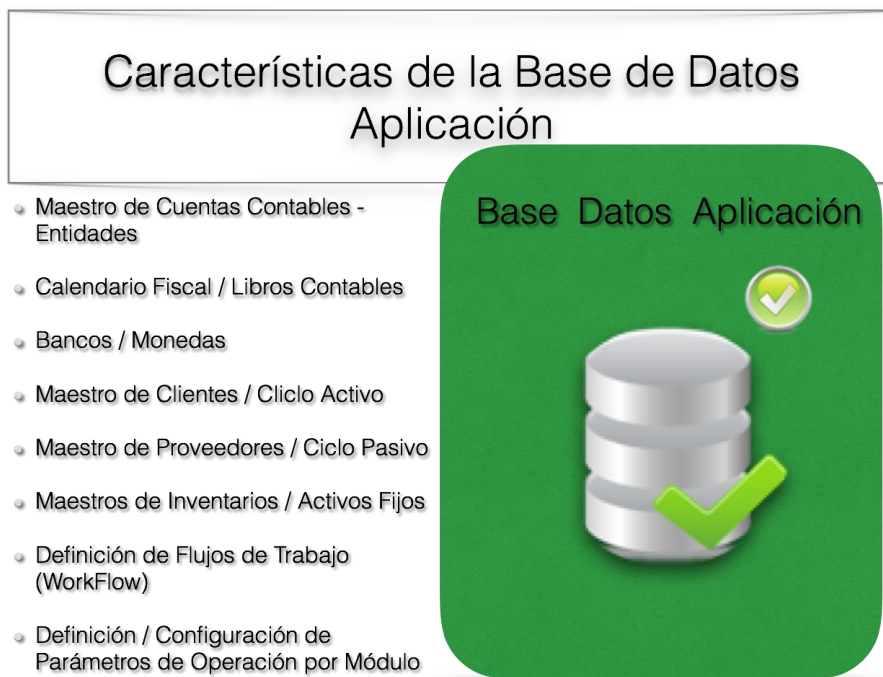 Características de la Base de Datos
Aplicación
Maestro de Cuentas Contables -
Entidades
Calendario Fiscal / Libros Contables
Bancos / Monedas
Maestro de Clientes / Cliclo Activo
Maestro de Proveedores / Ciclo Pasivo
Maestros de Inventarios / Activos Fijos
Definición de Flujos de Trabajo
(WorkFlow)
Definición / Configuración de
Parámetros de Operación por Módulo
Base Datos Aplicación